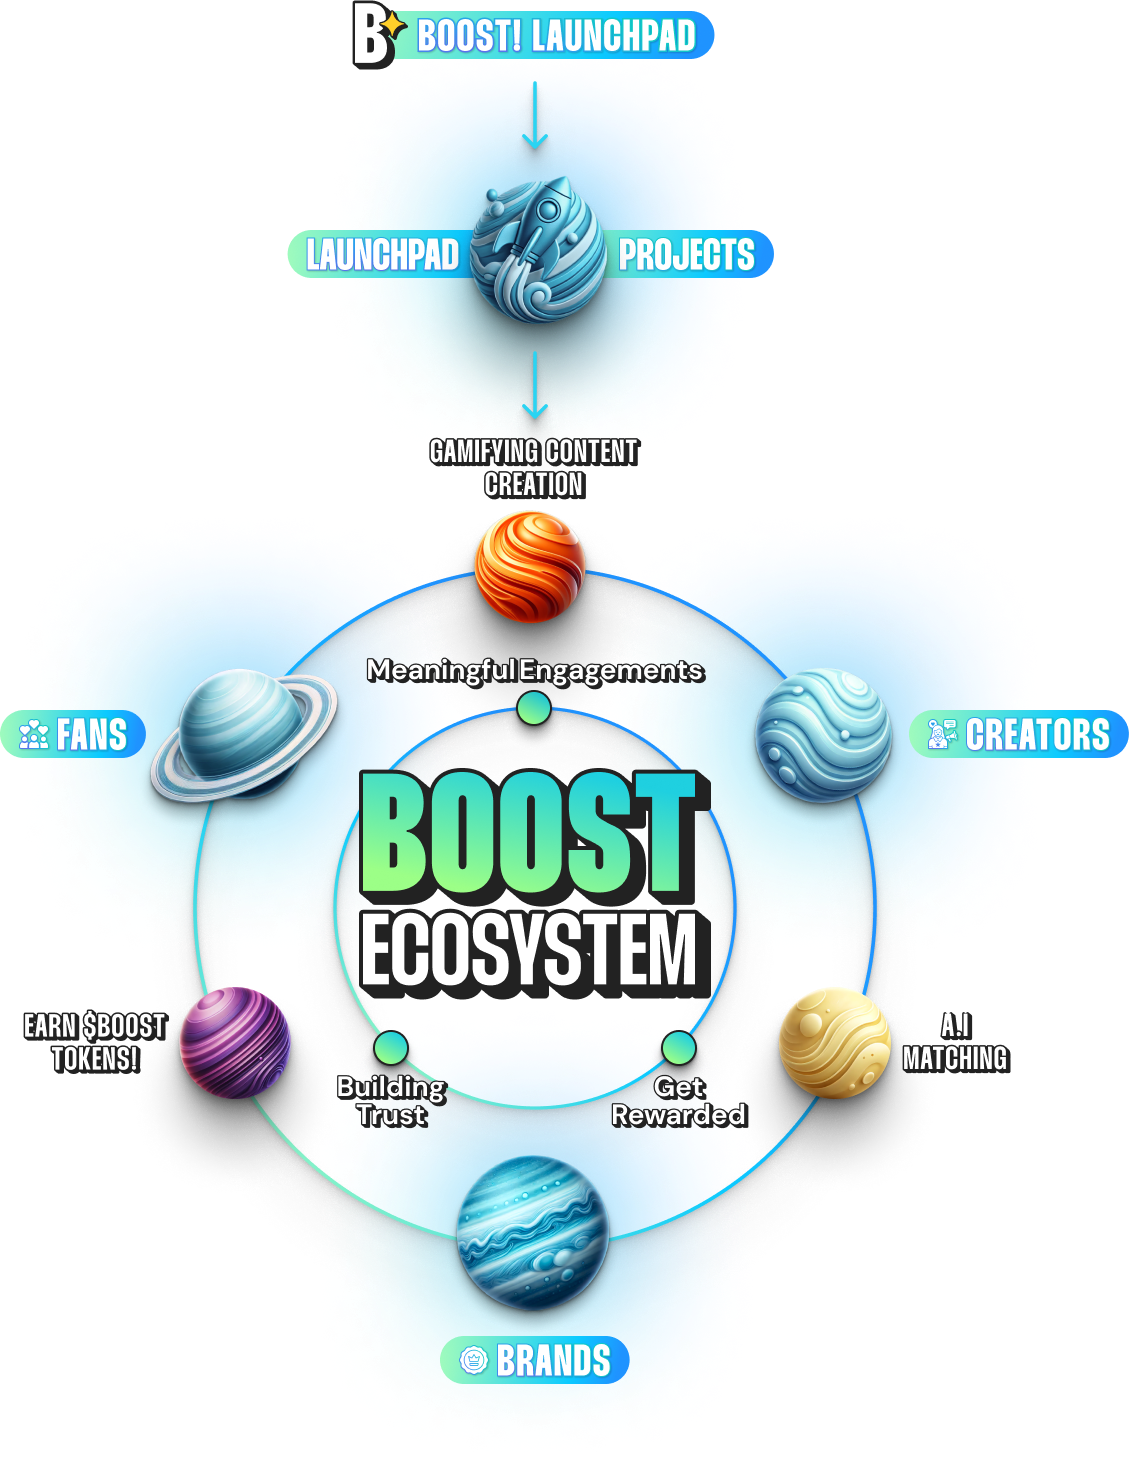 B BOOST! LAUNCHPAD
LAUNCHPAD PROJECTS
GAMIFYING CONTENT
CREATION
Meaningful Engagements
FANS
CREATORS
BOOST
ECOSYSTEM
EARN $BOOST
TOKENS!
A.I
MATCHING
Building
Trust
Get
Rewarded
BRANDS